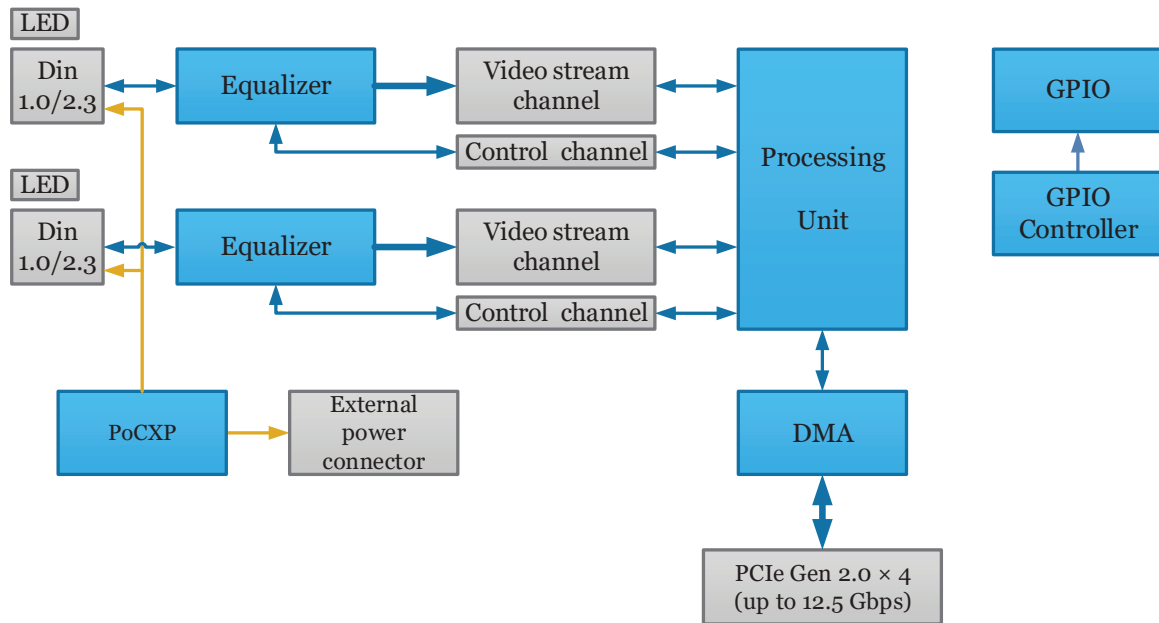 LED
Din
1.0/2.3
Equalizer
Video stream
channel
Control channel
LED
Din
1.0/2.3
Equalizer
Video stream
channel
Control channel
Processing
Unit
GPIO
GPIO
Controller
PoCXP
External
power
connector
DMA
PCIe Gen 2.0 × 4
(up to 12.5 Gbps)